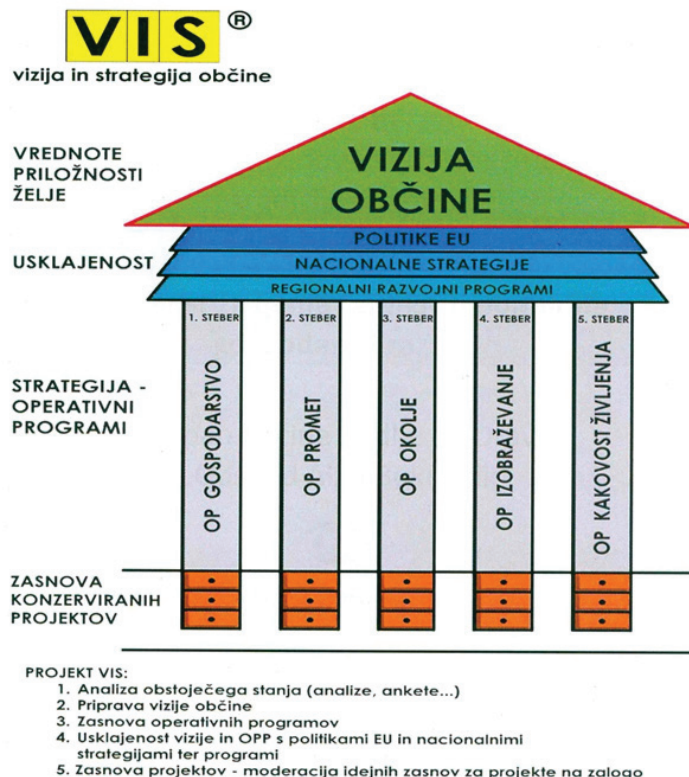 VIS ®
vizija in strategija občine
VREDNOTE
PRILOŽNOSTI
ŽELJE
VIZIJA
OBČINE
USKLAJENOST
POLITIKE EU
NACIONALNE STRATEGIJE
REGIONALNI RAZVOJNI PROGRAMI
1. STEBER
2. STEBER
3. STEBER
4. STEBER
5. STEBER
STRATEGIJA -
OPERATIVNI
PROGRAMI
OP GOSPODARSTVO
OP PROMET
OP OKOLJE
OP IZOBRAŽEVANJE
OP KAKOVOST ŽIVLJENJA
ZASNOVA
KONZERVIRANIH
PROJEKTOV
PROJEKT VIS:
1. Analiza obstoječega stanja (analize, ankete...)
2. Priprava vizije občine
3. Zasnova operativnih programov
4. Usklajenost vizije in OPP s politikami EU in nacionalnimi
strategijami ter programi
5. Zasnova projektov - moderacija idejnih zasnov za projekte na zalogo